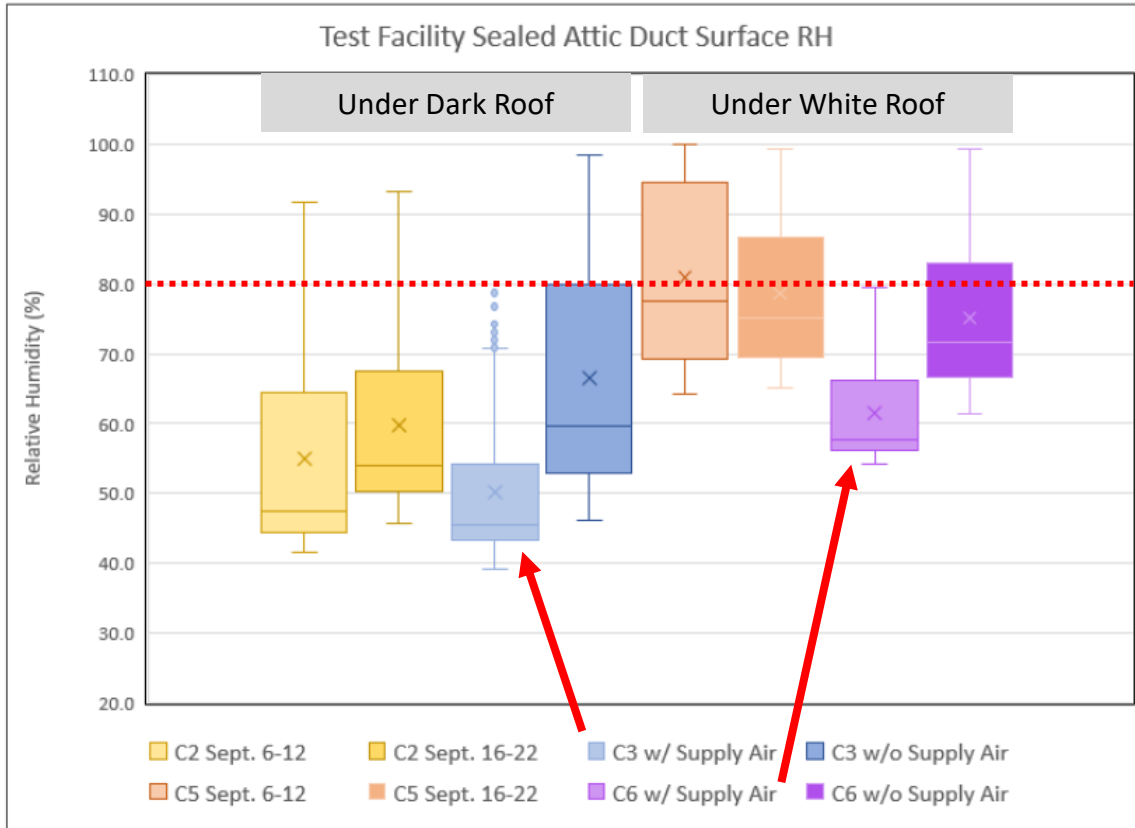 Test Facility Sealed Attic Duct Surface RH
Under Dark Roof
Under White Roof
Relative Humidity (%)
110.0
100.0
90.0
80.0
70.0
60.0
50.0
40.0
30.0
20.0
C2 Sept. 6-12
C2 Sept. 16-22
C3 w/ Supply Air
C3 w/o Supply Air
C5 Sept. 6-12
C5 Sept. 16-22
C6 w/ Supply Air
C6 w/o Supply Air